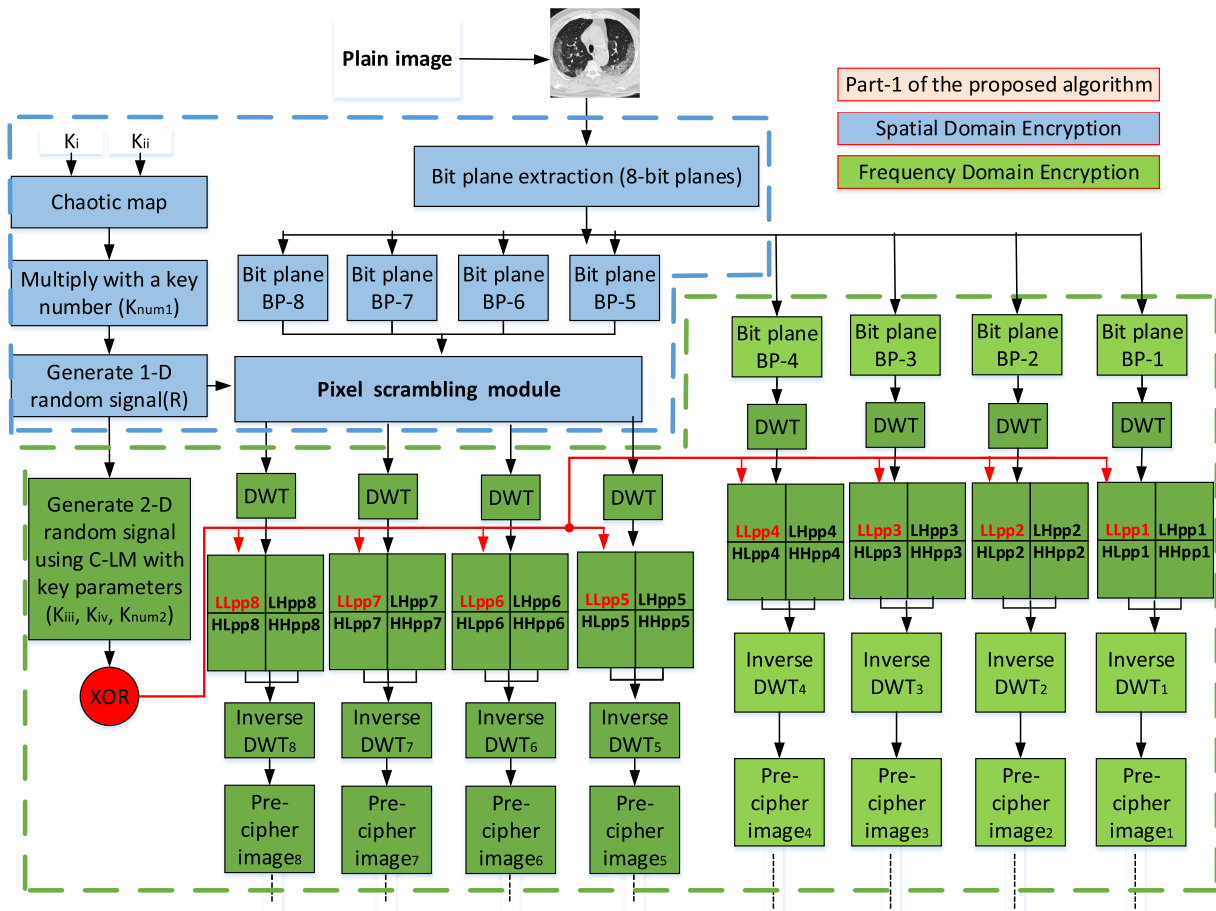 Plain image
Part-1 of the proposed algorithm
Spatial Domain Encryption
Frequency Domain Encryption
Ki
Kii
Chaotic map
Multiply with a key
number (Knum1)
Generate 1-D
random signal(R)
Bit plane extraction (8-bit planes)
Bit plane
BP-8
Bit plane
BP-7
Bit plane
BP-6
Bit plane
BP-5
Pixel scrambling module
Bit plane
BP-4
Bit plane
BP-3
Bit plane
BP-2
Bit plane
BP-1
DWT
DWT
DWT
DWT
Generate 2-D
random signal
using C-LM with
key parameters
(Kiii, Kiv, Knum2)
XOR
DWT
DWT
DWT
DWT
LLpp8 LHpp8
HLpp8 HHpp8
LLpp7 LHpp7
HLpp7 HHpp7
LLpp6 LHpp6
HLpp6 HHpp6
LLpp5 LHpp5
HLpp5 HHpp5
LLpp4 LHpp4
HLpp4 HHpp4
LLpp3 LHpp3
HLpp3 HHpp3
LLpp2 LHpp2
HLpp2 HHpp2
LLpp1 LHpp1
HLpp1 HHpp1
Inverse
DWT8
Inverse
DWT7
Inverse
DWT6
Inverse
DWT5
Inverse
DWT4
Inverse
DWT3
Inverse
DWT2
Inverse
DWT1
Pre-
cipher
image8
Pre-
cipher
image7
Pre-
cipher
image6
Pre-
cipher
image5
Pre-
cipher
image4
Pre-
cipher
image3
Pre-
cipher
image2
Pre-
cipher
image1